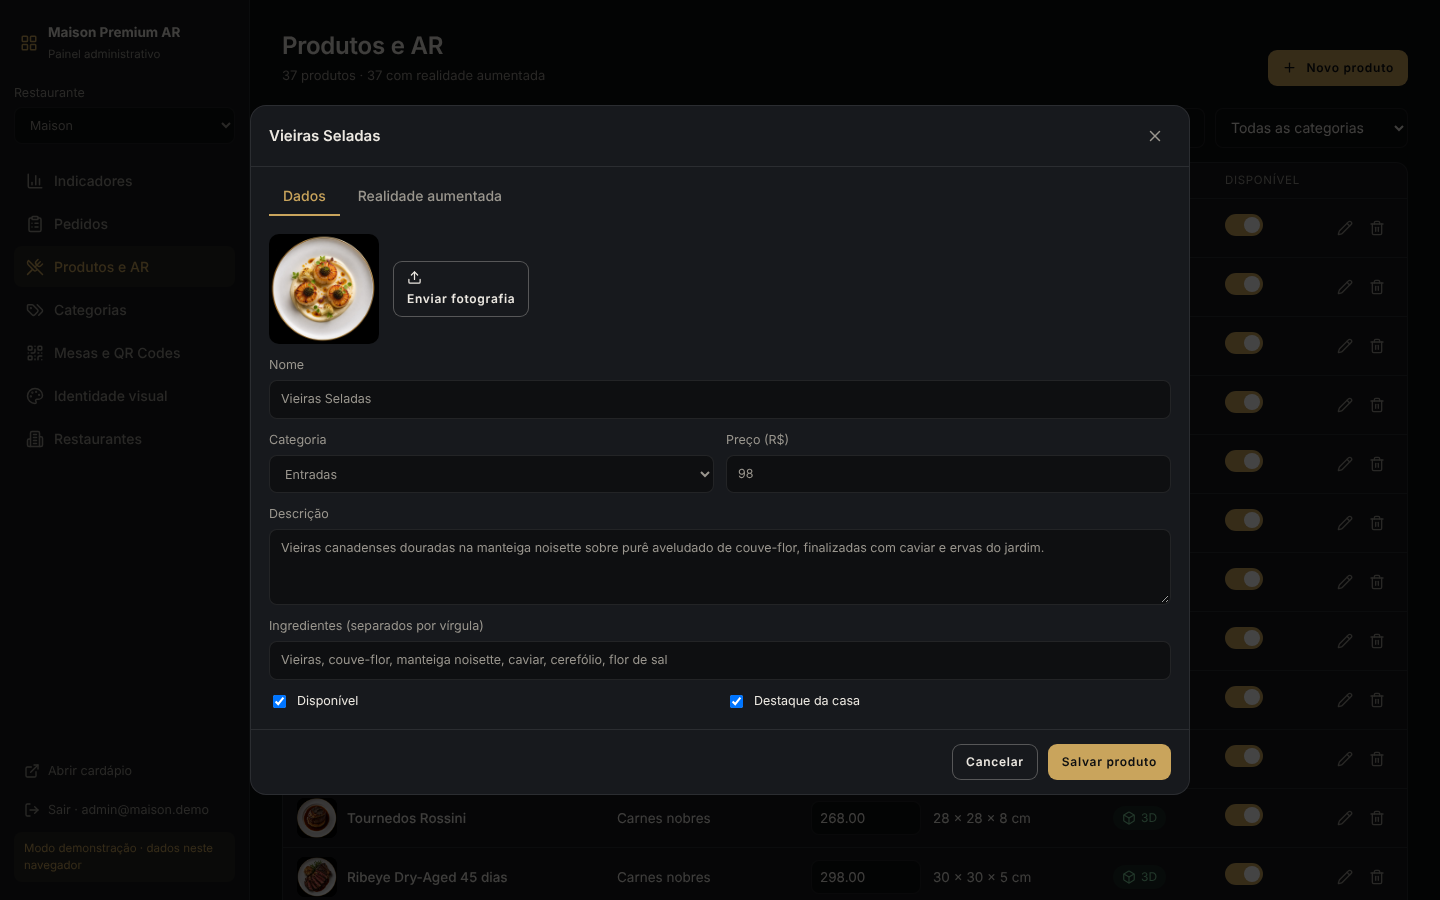 Maison Premium AR
Painel administrativo
Restaurante
Maison
Indicadores
Pedidos
Produtos e AR
Categorias
Mesas e QR Codes
Identidade visual
Restaurantes
Abrir cardápio
Sair · admin@maison.demo
Modo demonstração · dados neste
navegador
Produtos e AR
37 produtos · 37 com realidade aumentada
Novo produto
Todas as categorias
DISPONÍVEL
Vieiras Seladas
Dados
Realidade aumentada
Enviar fotografia
Nome
Vieiras Seladas
Categoria
Preço (R$)
Entradas
98
Descrição
Vieiras canadenses douradas na manteiga noisette sobre purê aveludado de couve-flor, finalizadas com caviar e ervas do jardim.
Ingredientes (separados por vírgula)
Vieiras, couve-flor, manteiga noisette, caviar, cerefólio, flor de sal
Disponível
Destaque da casa
Cancelar
Salvar produto
Tournedos Rossini
Carnes nobres
268.00
28 × 28 × 8 cm
3D
Ribeye Dry-Aged 45 dias
Carnes nobres
298.00
30 × 30 × 5 cm
3D